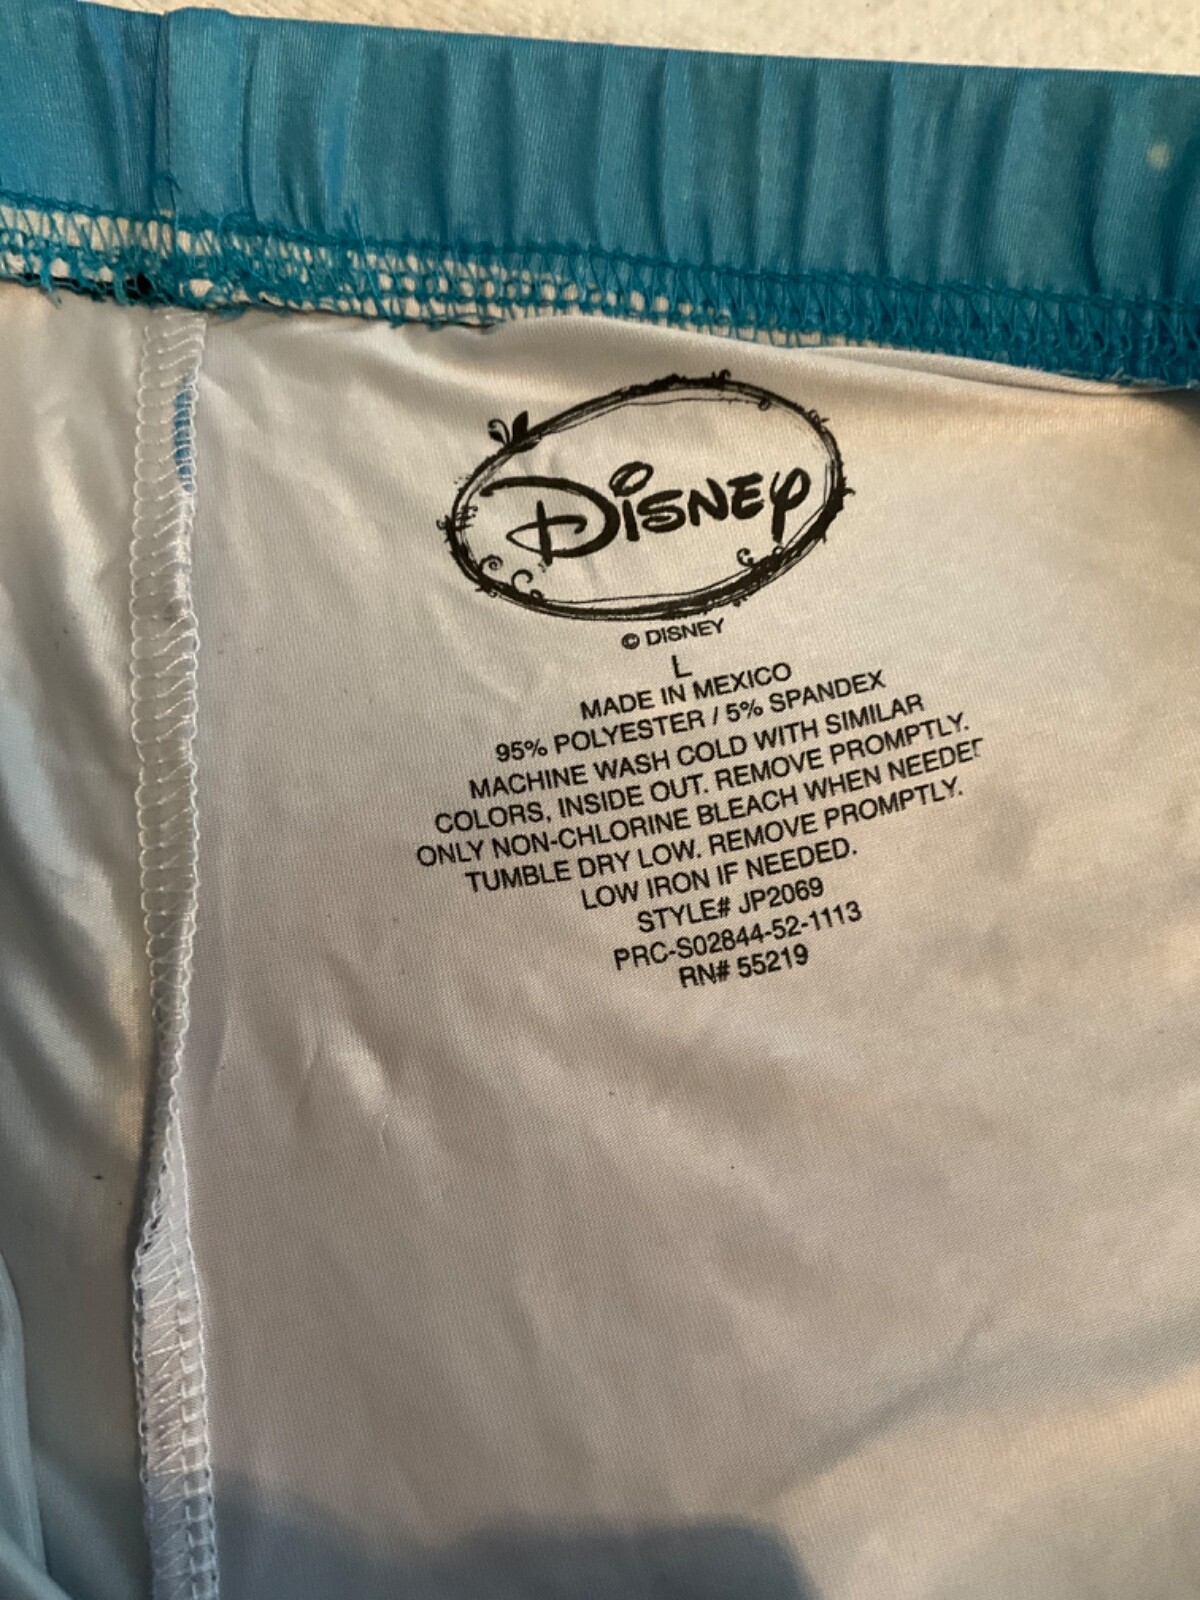 Disney
© DISNEY
L
MADE IN MEXICO
95% POLYESTER / 5% SPANDEX
MACHINE WASH COLD WITH SIMILAR
COLORS, INSIDE OUT. REMOVE PROMPTLY.
ONLY NON-CHLORINE BLEACH WHEN NEEDED
TUMBLE DRY LOW. REMOVE PROMPTLY.
LOW IRON IF NEEDED.
STYLE# JP2069
PRC-S02844-52-1113
RN# 55219